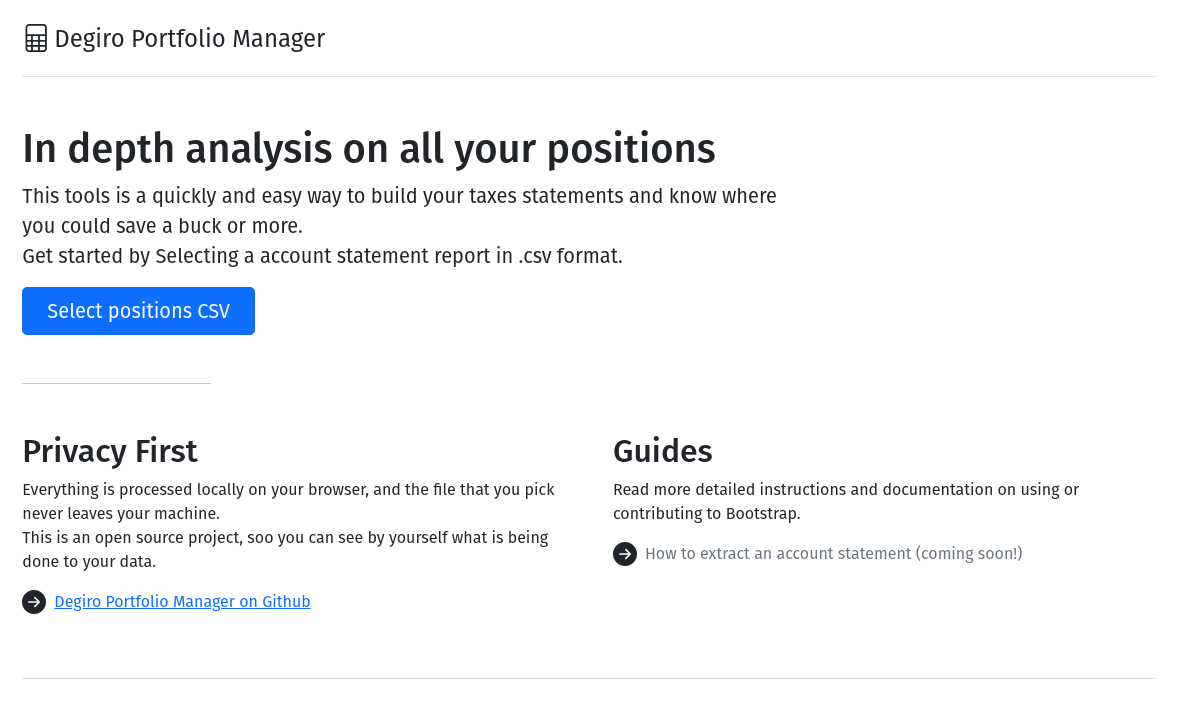 Degiro Portfolio Manager
In depth analysis on all your positions
This tools is a quickly and easy way to build your taxes statements and know where
you could save a buck or more.
Get started by Selecting a account statement report in .csv format.
Select positions CSV
Privacy First
Everything is processed locally on your browser, and the file that you pick
never leaves your machine.
This is an open source project, soo you can see by yourself what is being
done to your data.
Degiro Portfolio Manager on Github
Guides
Read more detailed instructions and documentation on using or
contributing to Bootstrap.
How to extract an account statement (coming soon!)